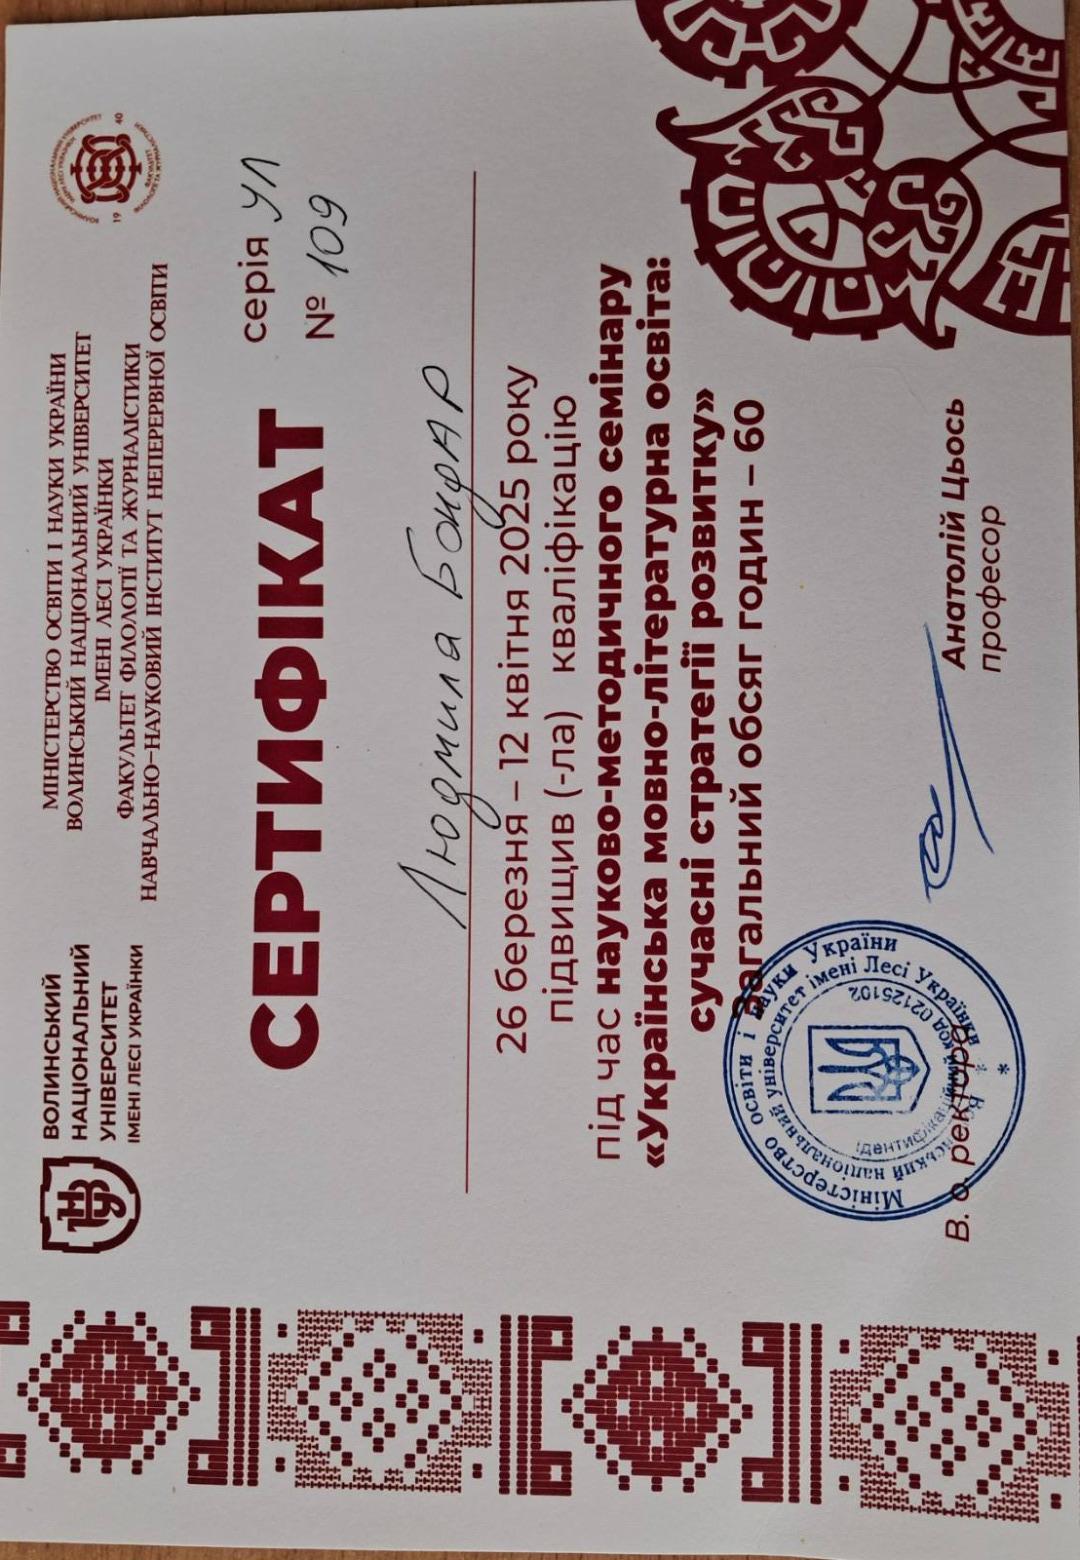 ВОЛИНСЬКИЙ
НАЦІОНАЛЬНИЙ
УНІВЕРСИТЕТ
ІМЕНІ ЛЕСІ УКРАЇНКИ
МІНІСТЕРСТВО ОСВІТИ І НАУКИ УКРАЇНИ
ВОЛИНСЬКИЙ НАЦІОНАЛЬНИЙ УНІВЕРСИТЕТ
ІМЕНІ ЛЕСІ УКРАЇНКИ
ФАКУЛЬТЕТ ФІЛОЛОГІЇ ТА ЖУРНАЛІСТИКИ
НАВЧАЛЬНО–НАУКОВИЙ ІНСТИТУТ НЕПЕРЕРВНОЇ ОСВІТИ
19 40
СЕРТИФІКАТ
серія УЛ
№ 109
Людмила
26 березня – 12 квітня 2025 року
підвищив (-ла) кваліфікацію
під час науково-методичного семінару
«Українська мовно-літературна освіта:
сучасні стратегії розвитку»
Загальний обсяг годин – 60
Міністерство освіти і науки України
Волинський національний університет імені Лесі Українки
Ідентифікаційний код 02125102
В. о. ректора
Анатолій Цьось
професор